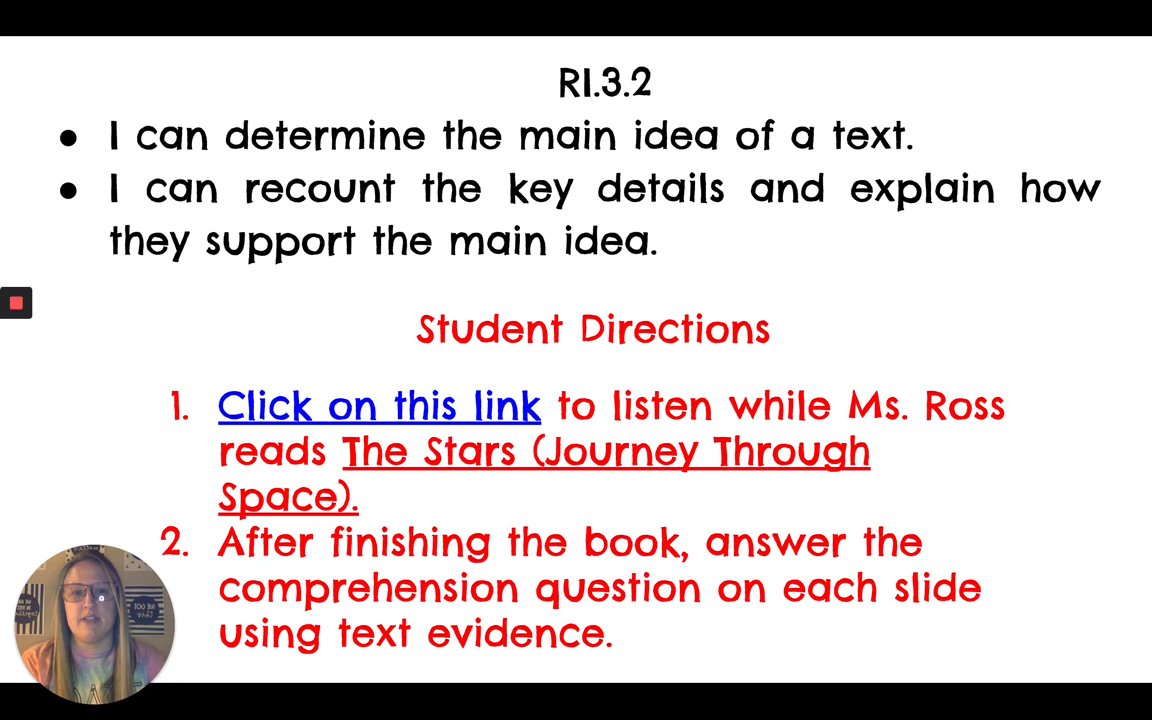 RI.3.2
● I can determine the main idea of a text.
● I can recount the key details and explain how
they support the main idea.
Student Directions
1. Click on this link to listen while Ms. Ross
reads The Stars (Journey Through
Space).
2. After finishing the book, answer the
comprehension question on each slide
using text evidence.